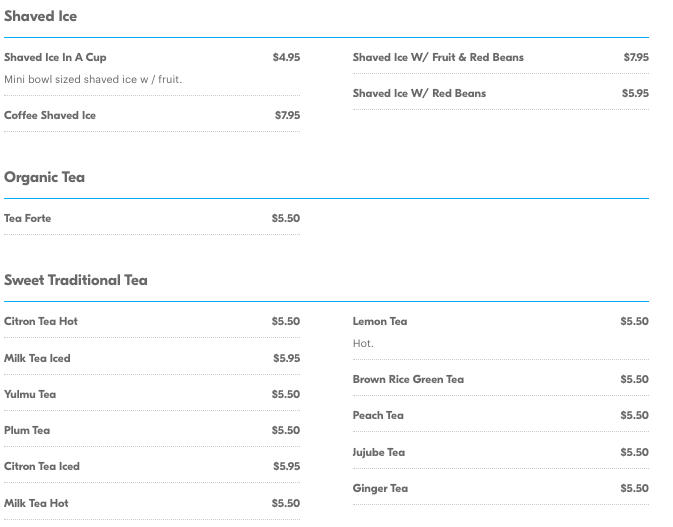 Shaved Ice
Shaved Ice In A Cup $4.95
Mini bowl sized shaved ice w / fruit.
Coffee Shaved Ice $7.95
Shaved Ice W/ Fruit & Red Beans $7.95
Shaved Ice W/ Red Beans $5.95
Organic Tea
Tea Forte $5.50
Sweet Traditional Tea
Citron Tea Hot $5.50
Milk Tea Iced $5.95
Yulmu Tea $5.50
Plum Tea $5.50
Citron Tea Iced $5.95
Milk Tea Hot $5.50
Lemon Tea $5.50
Hot.
Brown Rice Green Tea $5.50
Peach Tea $5.50
Jujube Tea $5.50
Ginger Tea $5.50